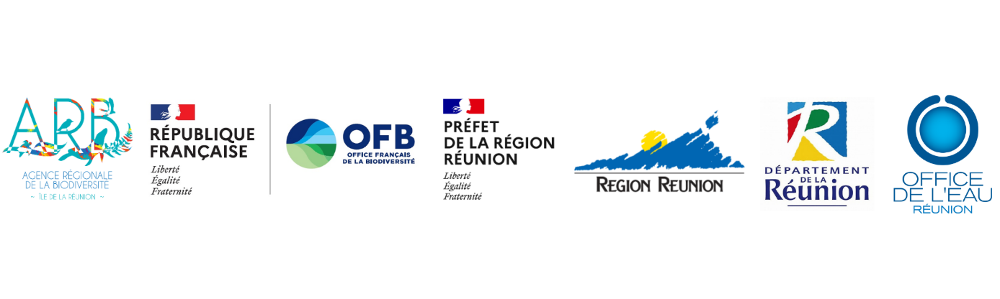 ARB
AGENCE RÉGIONALE
DE LA BIODIVERSITÉ
~ ÎLE DE LA RÉUNION ~
RÉPUBLIQUE
FRANÇAISE
Liberté
Égalité
Fraternité
OFB
OFFICE FRANÇAIS
DE LA BIODIVERSITÉ
PRÉFET
DE LA RÉGION
RÉUNION
Liberté
Égalité
Fraternité
REGION REUNION
R
DÉPARTEMENT
DE LA
Réunion
OFFICE
DE L'EAU
RÉUNION